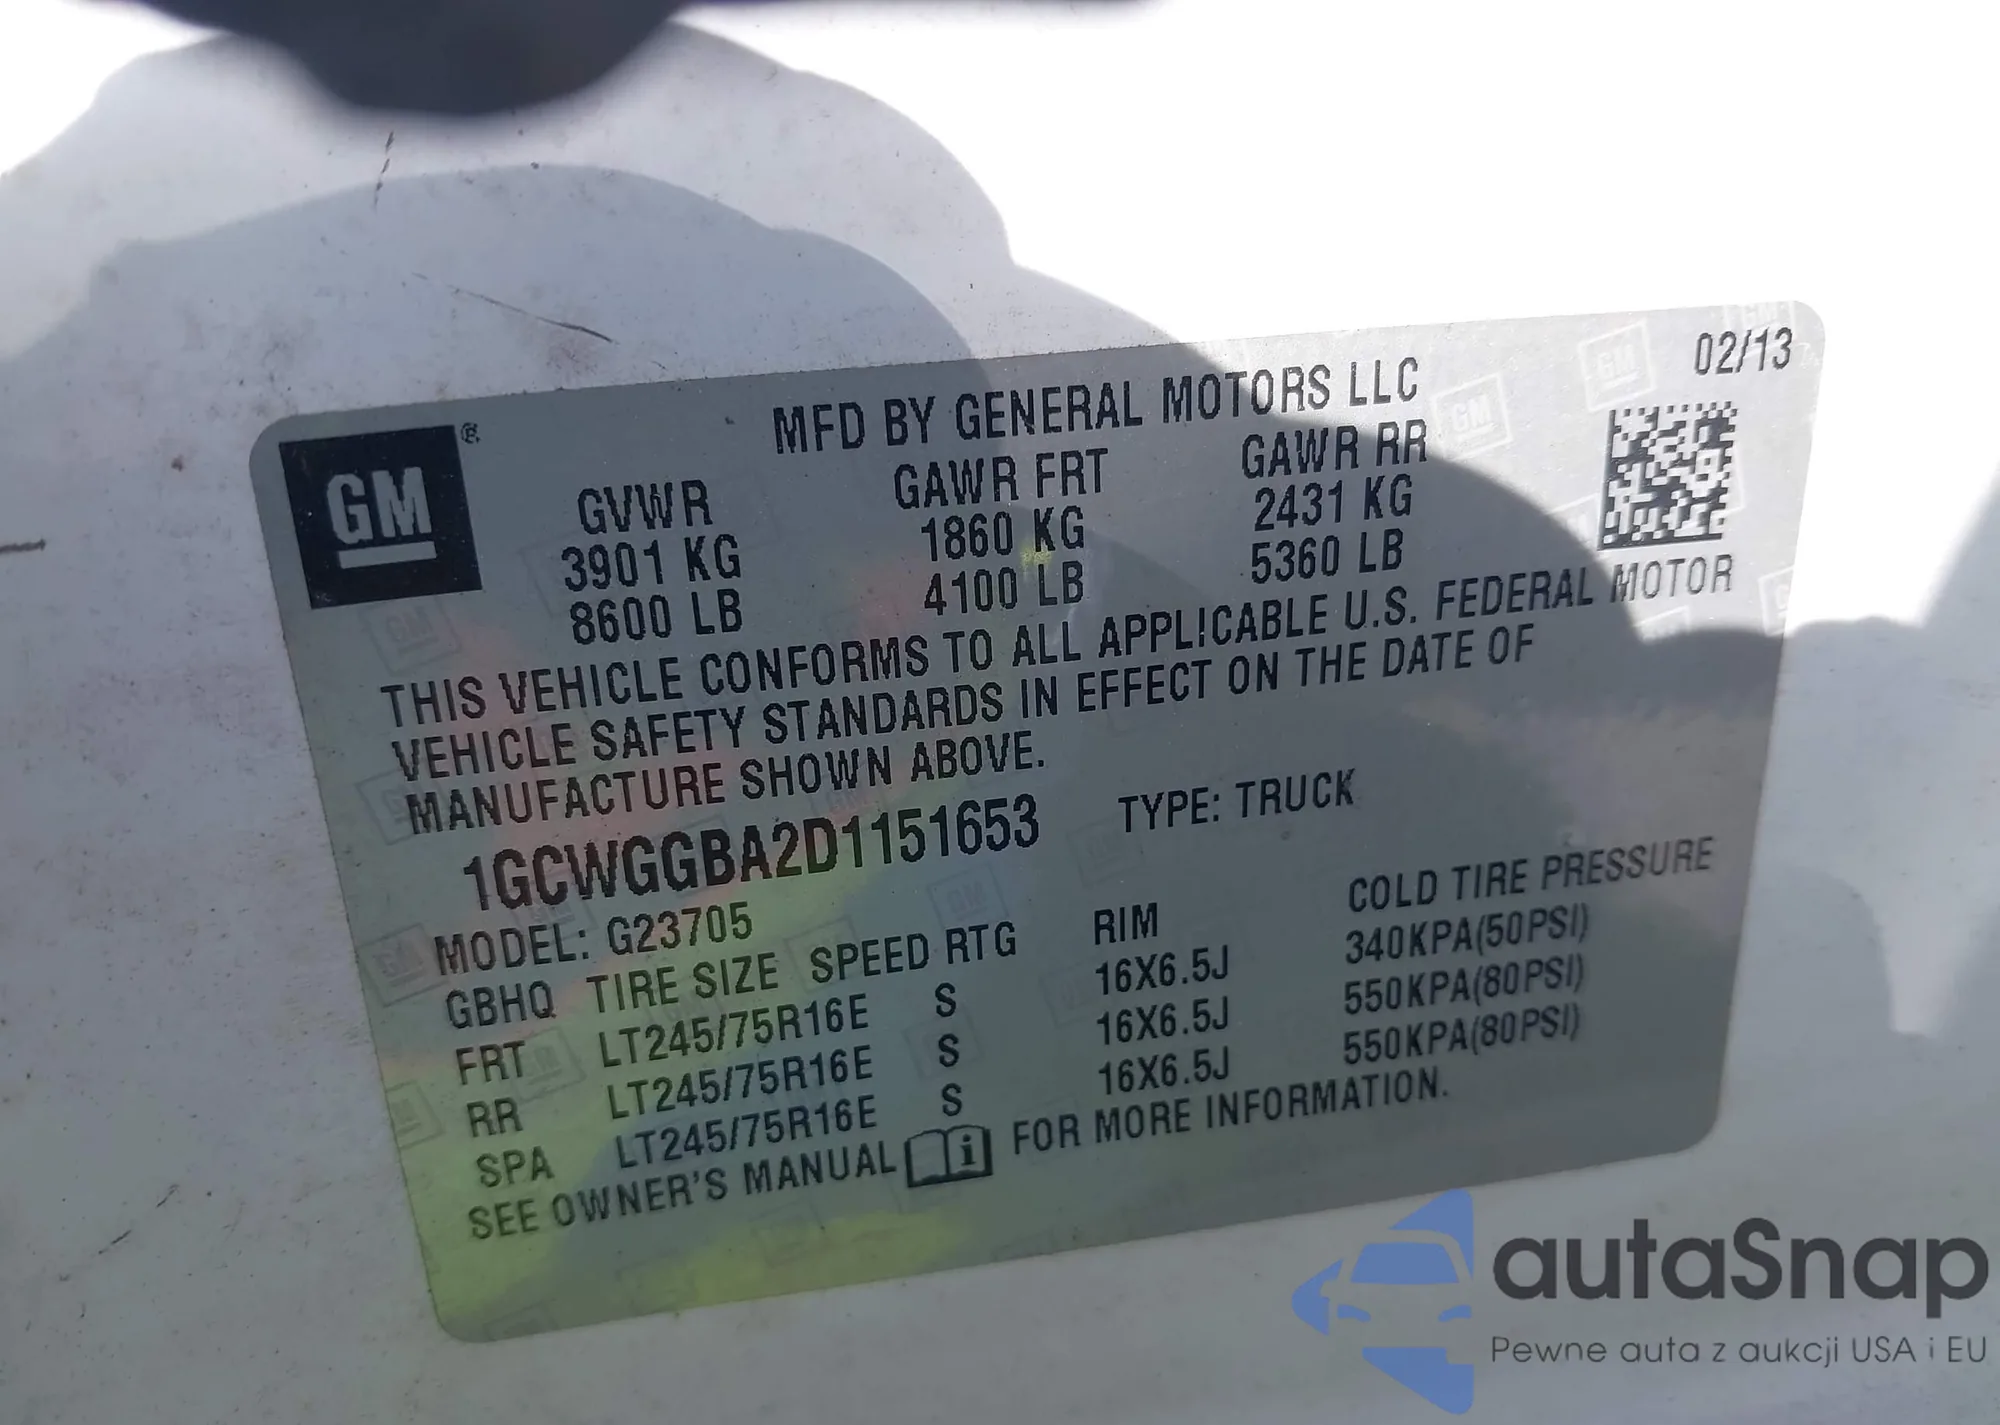 MFD BY GENERAL MOTORS LLC 02/13
GM ®
GVWR GAWR FRT GAWR RR
3901 KG 1860 KG 2431 KG
8600 LB 4100 LB 5360 LB
THIS VEHICLE CONFORMS TO ALL APPLICABLE U.S. FEDERAL MOTOR
VEHICLE SAFETY STANDARDS IN EFFECT ON THE DATE OF
MANUFACTURE SHOWN ABOVE.
1GCWGGBA2D1151653 TYPE: TRUCK
MODEL: G23705
GBHQ TIRE SIZE SPEED RTG RIM COLD TIRE PRESSURE
FRT LT245/75R16E S 16X6.5J 340KPA(50PSI)
RR LT245/75R16E S 16X6.5J 550KPA(80PSI)
SPA LT245/75R16E S 16X6.5J 550KPA(80PSI)
SEE OWNER'S MANUAL i FOR MORE INFORMATION.
autaSnap
Pewne auta z aukcji USA i EU